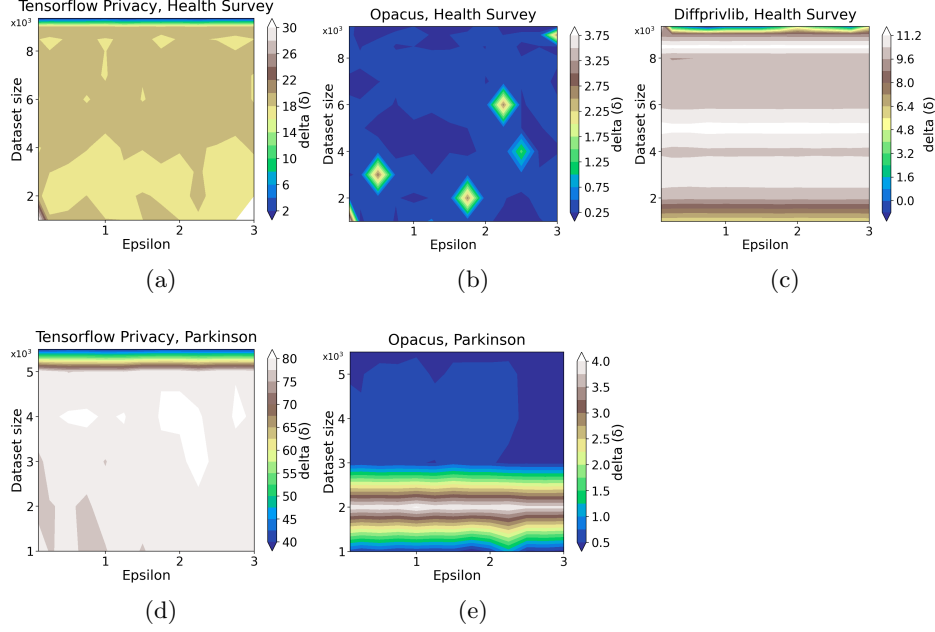 Tensorflow Privacy, Health Survey
x10³
8
6
4
2
Dataset size
1 2 3
Epsilon
30
26
22
18
14
10
6
2
delta (δ)
(a)
Opacus, Health Survey
x10³
8
6
4
2
Dataset size
1 2 3
Epsilon
3.75
3.25
2.75
2.25
1.75
1.25
0.75
0.25
delta (δ)
(b)
Diffprivlib, Health Survey
x10³
8
6
4
2
Dataset size
1 2 3
Epsilon
11.2
9.6
8.0
6.4
4.8
3.2
1.6
0.0
delta (δ)
(c)
Tensorflow Privacy, Parkinson
x10³
5
4
3
2
1
Dataset size
1 2 3
Epsilon
80
75
70
65
60
55
50
45
40
delta (δ)
(d)
Opacus, Parkinson
x10³
5
4
3
2
1
Dataset size
1 2 3
Epsilon
4.0
3.5
3.0
2.5
2.0
1.5
1.0
0.5
delta (δ)
(e)